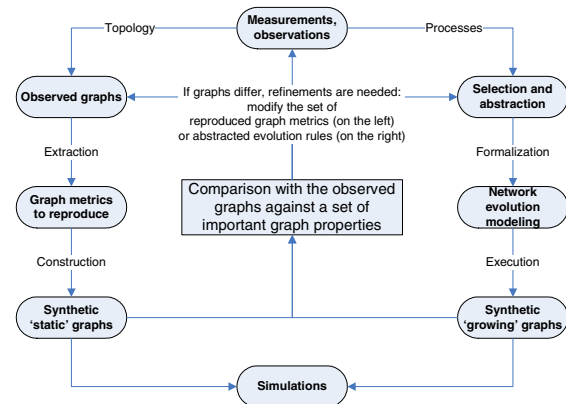 Measurements,
observations
Topology
Processes
Observed graphs
If graphs differ, refinements are needed:
modify the set of
reproduced graph metrics (on the left)
or abstracted evolution rules (on the right)
Selection and
abstraction
Extraction
Formalization
Graph metrics
to reproduce
Comparison with the observed
graphs against a set of
important graph properties
Network
evolution modeling
Construction
Execution
Synthetic
‘static’ graphs
Synthetic
‘growing’ graphs
Simulations